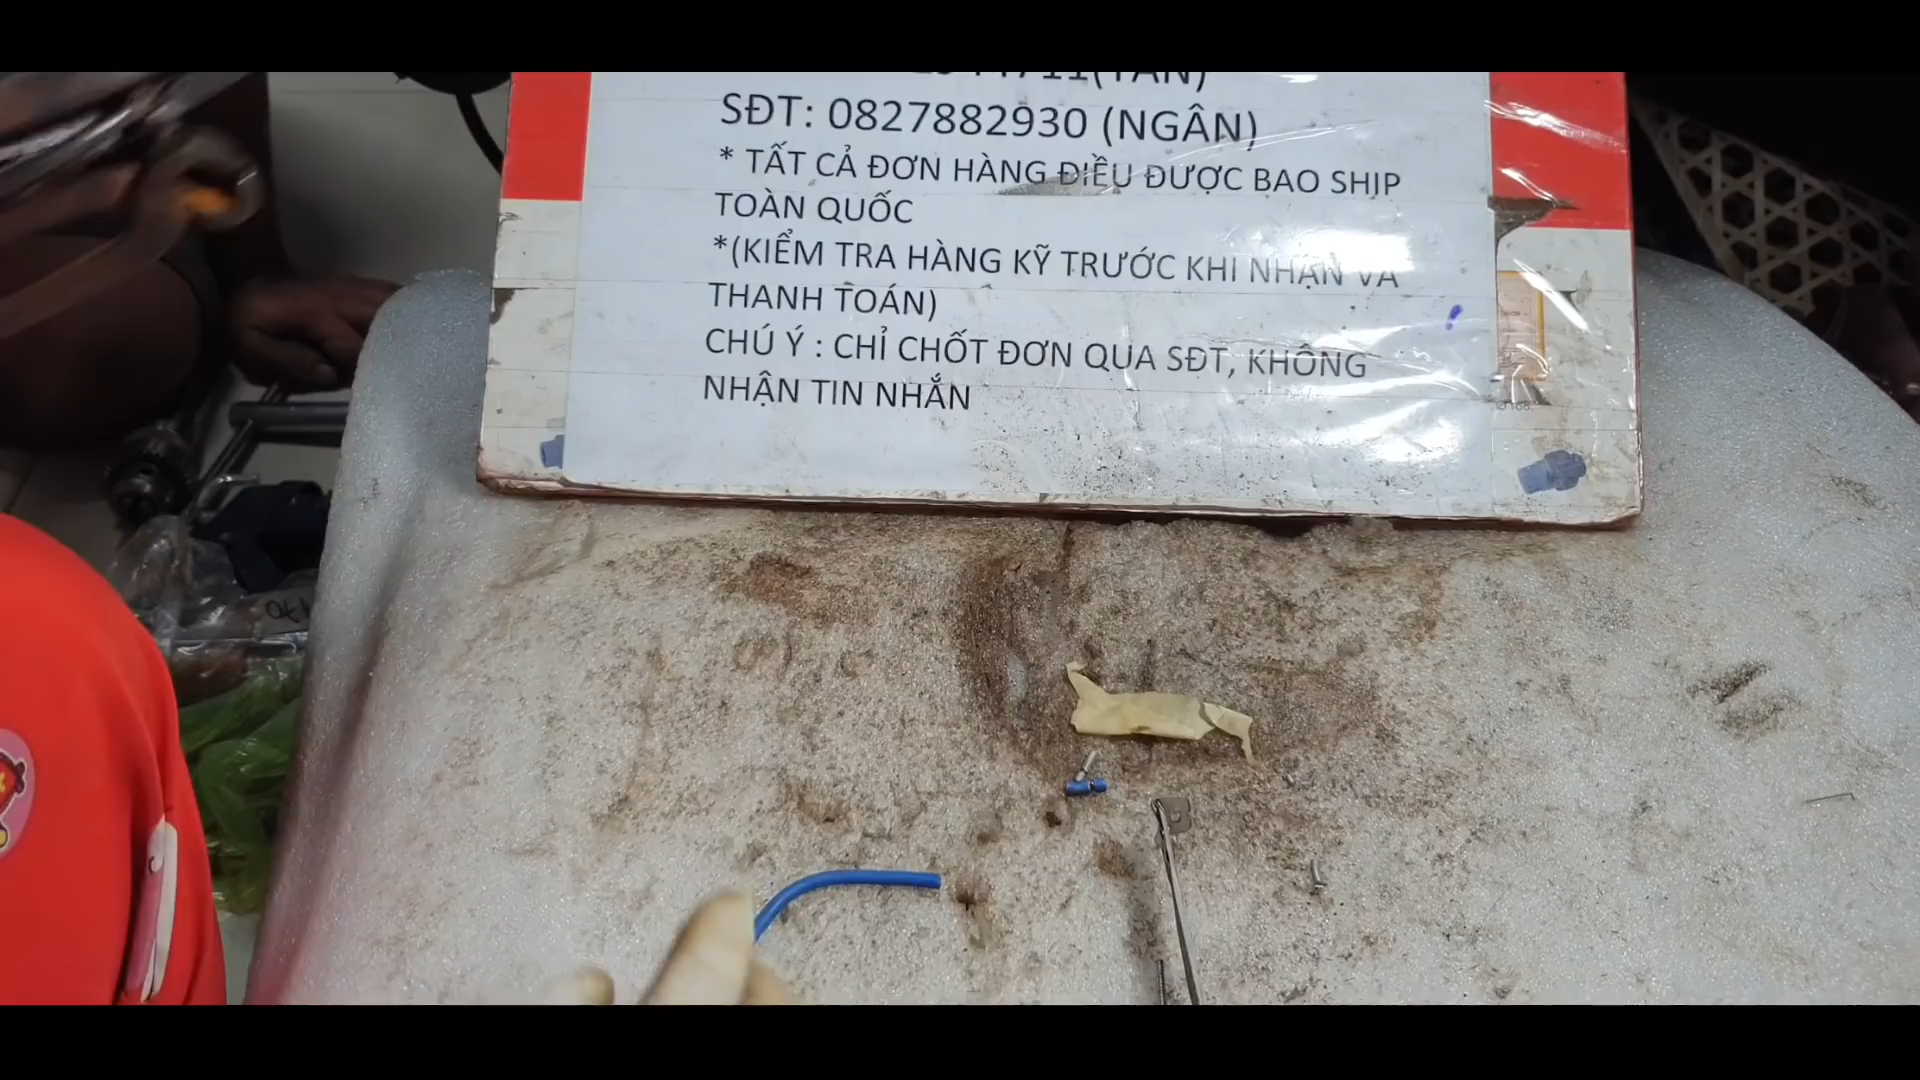 SĐT: 0827882930 (NGÂN)
* TẤT CẢ ĐƠN HÀNG ĐIỀU ĐƯỢC BAO SHIP
TOÀN QUỐC
*(KIỂM TRA HÀNG KỸ TRƯỚC KHI NHẬN VÀ
THANH TOÁN)
CHÚ Ý : CHỈ CHỐT ĐƠN QUA SĐT, KHÔNG
NHẬN TIN NHẮN